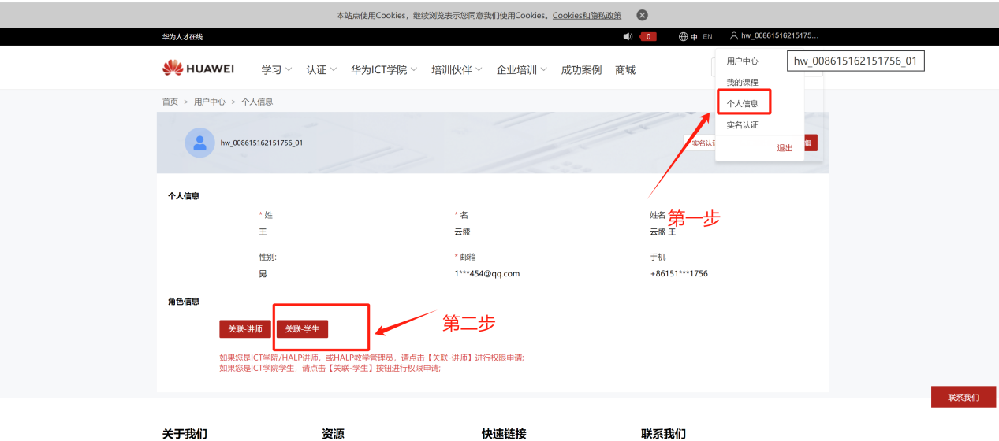 本站点使用Cookies，继续浏览表示您同意我们使用Cookies。Cookies和隐私政策
华为人才在线 0 中 EN hw_00861516215175...
HUAWEI 学习 认证 华为ICT学院 培训伙伴 企业培训 成功案例 商城
用户中心 hw_008615162151756_01
我的课程
个人信息
实名认证
退出
首页 > 用户中心 > 个人信息
hw_008615162151756_01
实名认 辑
第一步
个人信息
* 姓 * 名 姓名
王 云盛 云盛 王
性别: * 邮箱 手机
男 1***454@qq.com +86151***1756
角色信息
关联-讲师 关联-学生 第二步
如果您是ICT学院/HALP讲师，或HALP教学管理员，请点击【关联-讲师】进行权限申请;
如果您是ICT学院学生，请点击【关联-学生】按钮进行权限申请;
联系我们
关于我们 资源 快速链接 联系我们